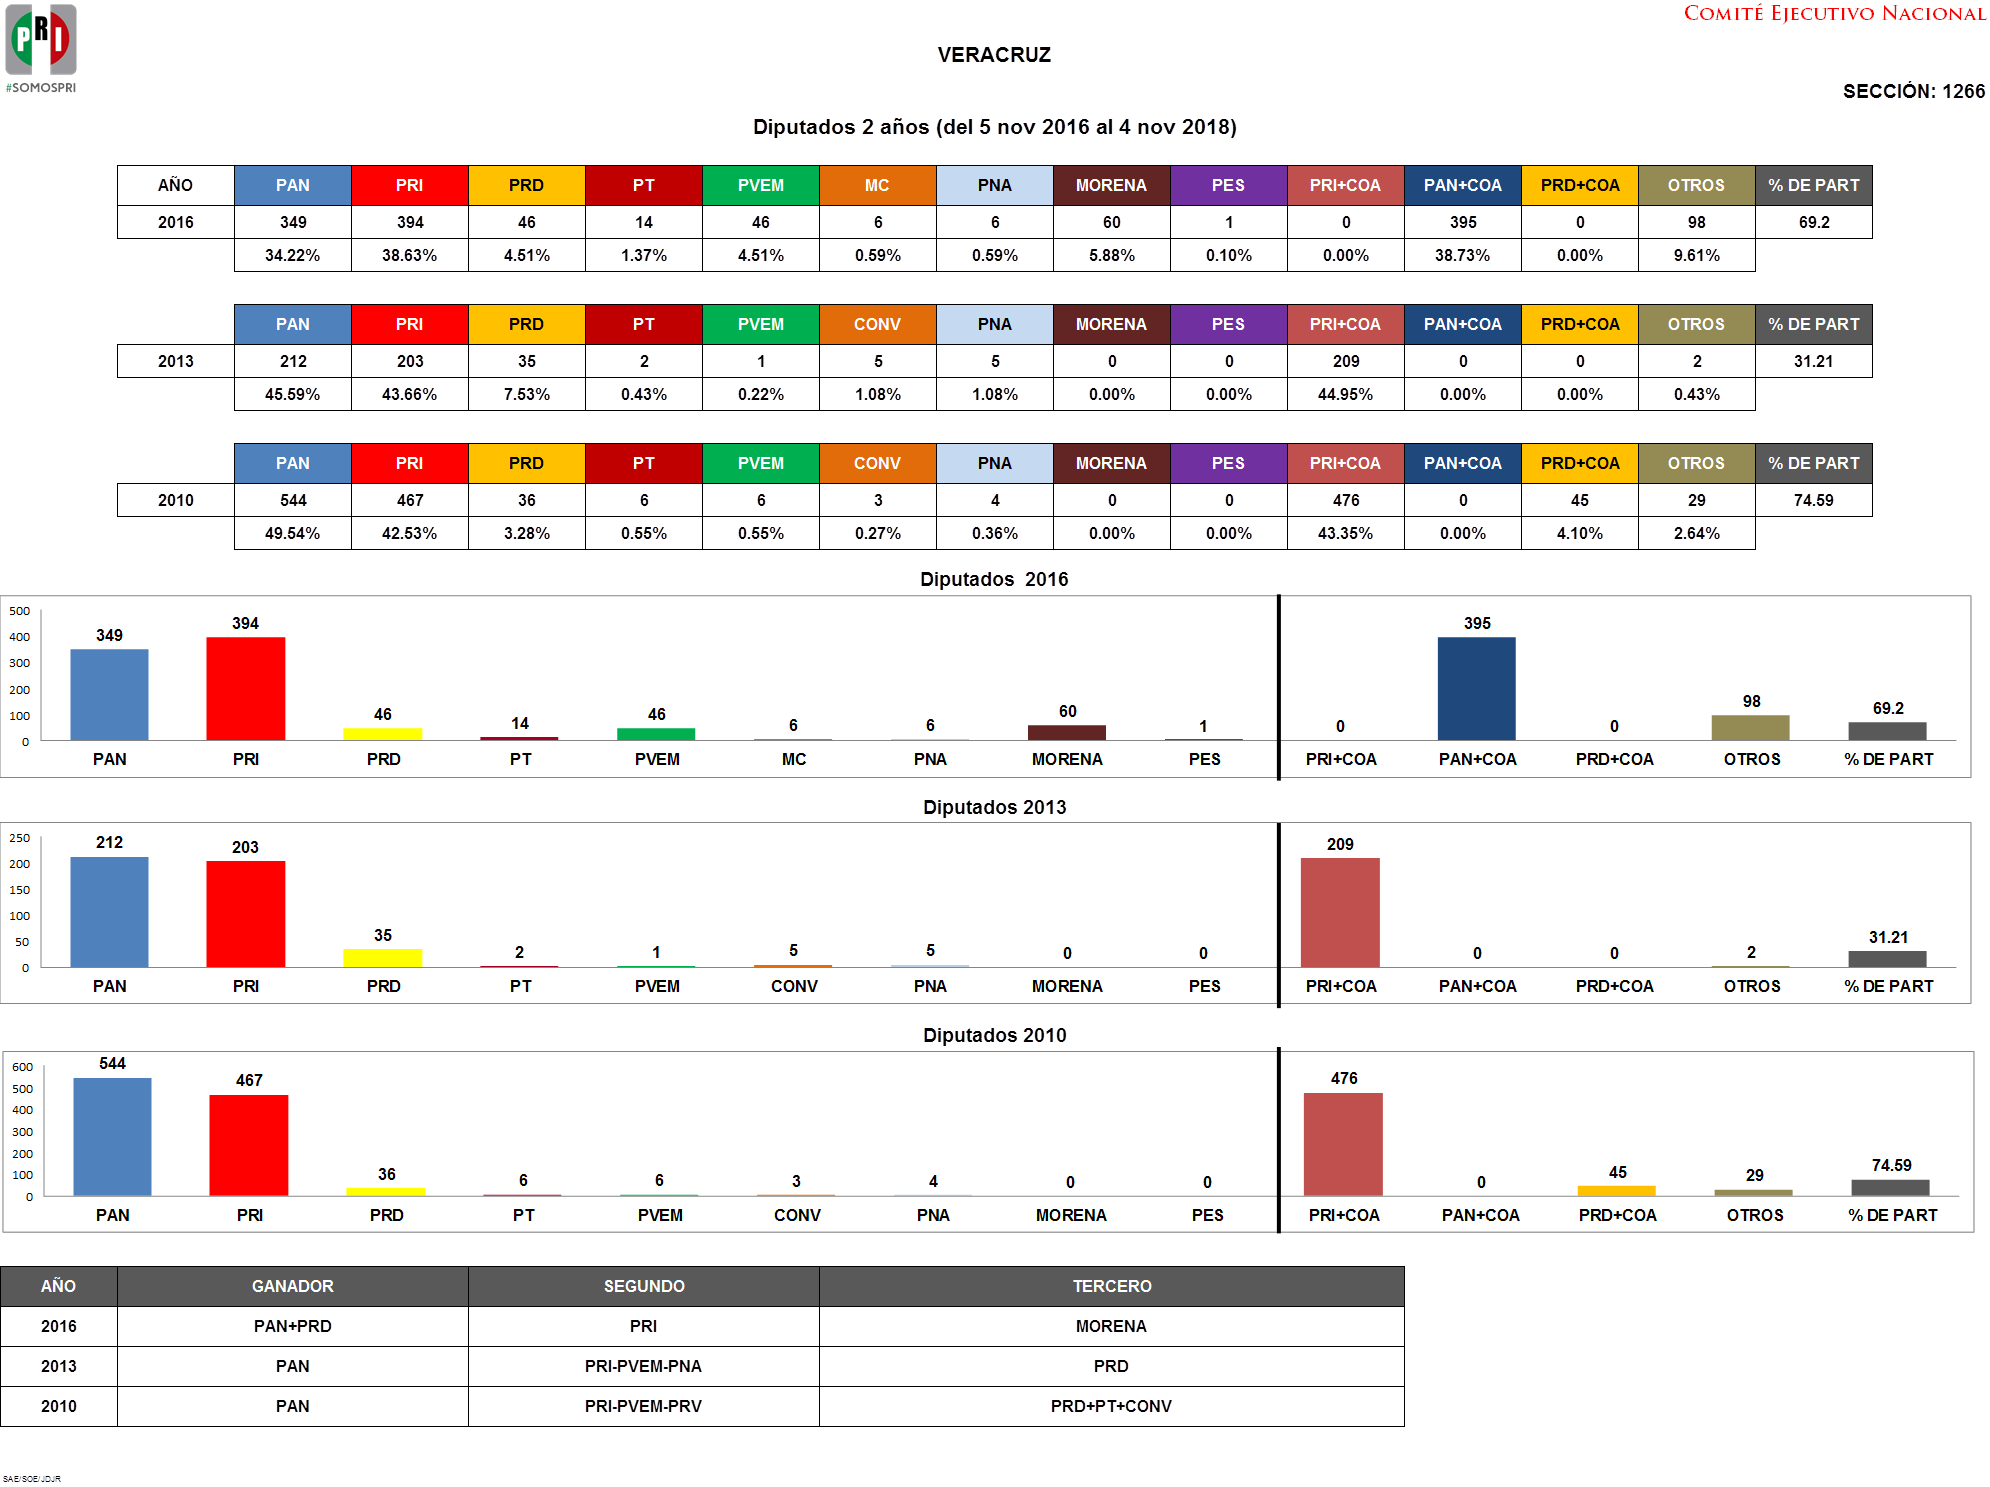 PRI
#SOMOSPRI
COMITÉ EJECUTIVO NACIONAL
VERACRUZ
SECCIÓN: 1266
Diputados 2 años (del 5 nov 2016 al 4 nov 2018)
AÑO PAN PRI PRD PT PVEM MC PNA MORENA PES PRI+COA PAN+COA PRD+COA OTROS % DE PART
2016 349 394 46 14 46 6 6 60 1 0 395 0 98 69.2
34.22% 38.63% 4.51% 1.37% 4.51% 0.59% 0.59% 5.88% 0.10% 0.00% 38.73% 0.00% 9.61%
PAN PRI PRD PT PVEM CONV PNA MORENA PES PRI+COA PAN+COA PRD+COA OTROS % DE PART
2013 212 203 35 2 1 5 5 0 0 209 0 0 2 31.21
45.59% 43.66% 7.53% 0.43% 0.22% 1.08% 1.08% 0.00% 0.00% 44.95% 0.00% 0.00% 0.43%
PAN PRI PRD PT PVEM CONV PNA MORENA PES PRI+COA PAN+COA PRD+COA OTROS % DE PART
2010 544 467 36 6 6 3 4 0 0 476 0 45 29 74.59
49.54% 42.53% 3.28% 0.55% 0.55% 0.27% 0.36% 0.00% 0.00% 43.35% 0.00% 4.10% 2.64%
Diputados 2016
500
400
300
200
100
0
349 394 46 14 46 6 6 60 1 0 395 0 98 69.2
PAN PRI PRD PT PVEM MC PNA MORENA PES PRI+COA PAN+COA PRD+COA OTROS % DE PART
Diputados 2013
250
200
150
100
50
0
212 203 35 2 1 5 5 0 0 209 0 0 2 31.21
PAN PRI PRD PT PVEM CONV PNA MORENA PES PRI+COA PAN+COA PRD+COA OTROS % DE PART
Diputados 2010
600
500
400
300
200
100
0
544 467 36 6 6 3 4 0 0 476 0 45 29 74.59
PAN PRI PRD PT PVEM CONV PNA MORENA PES PRI+COA PAN+COA PRD+COA OTROS % DE PART
AÑO GANADOR SEGUNDO TERCERO
2016 PAN+PRD PRI MORENA
2013 PAN PRI-PVEM-PNA PRD
2010 PAN PRI-PVEM-PRV PRD+PT+CONV
SAE/SOE/JDJR